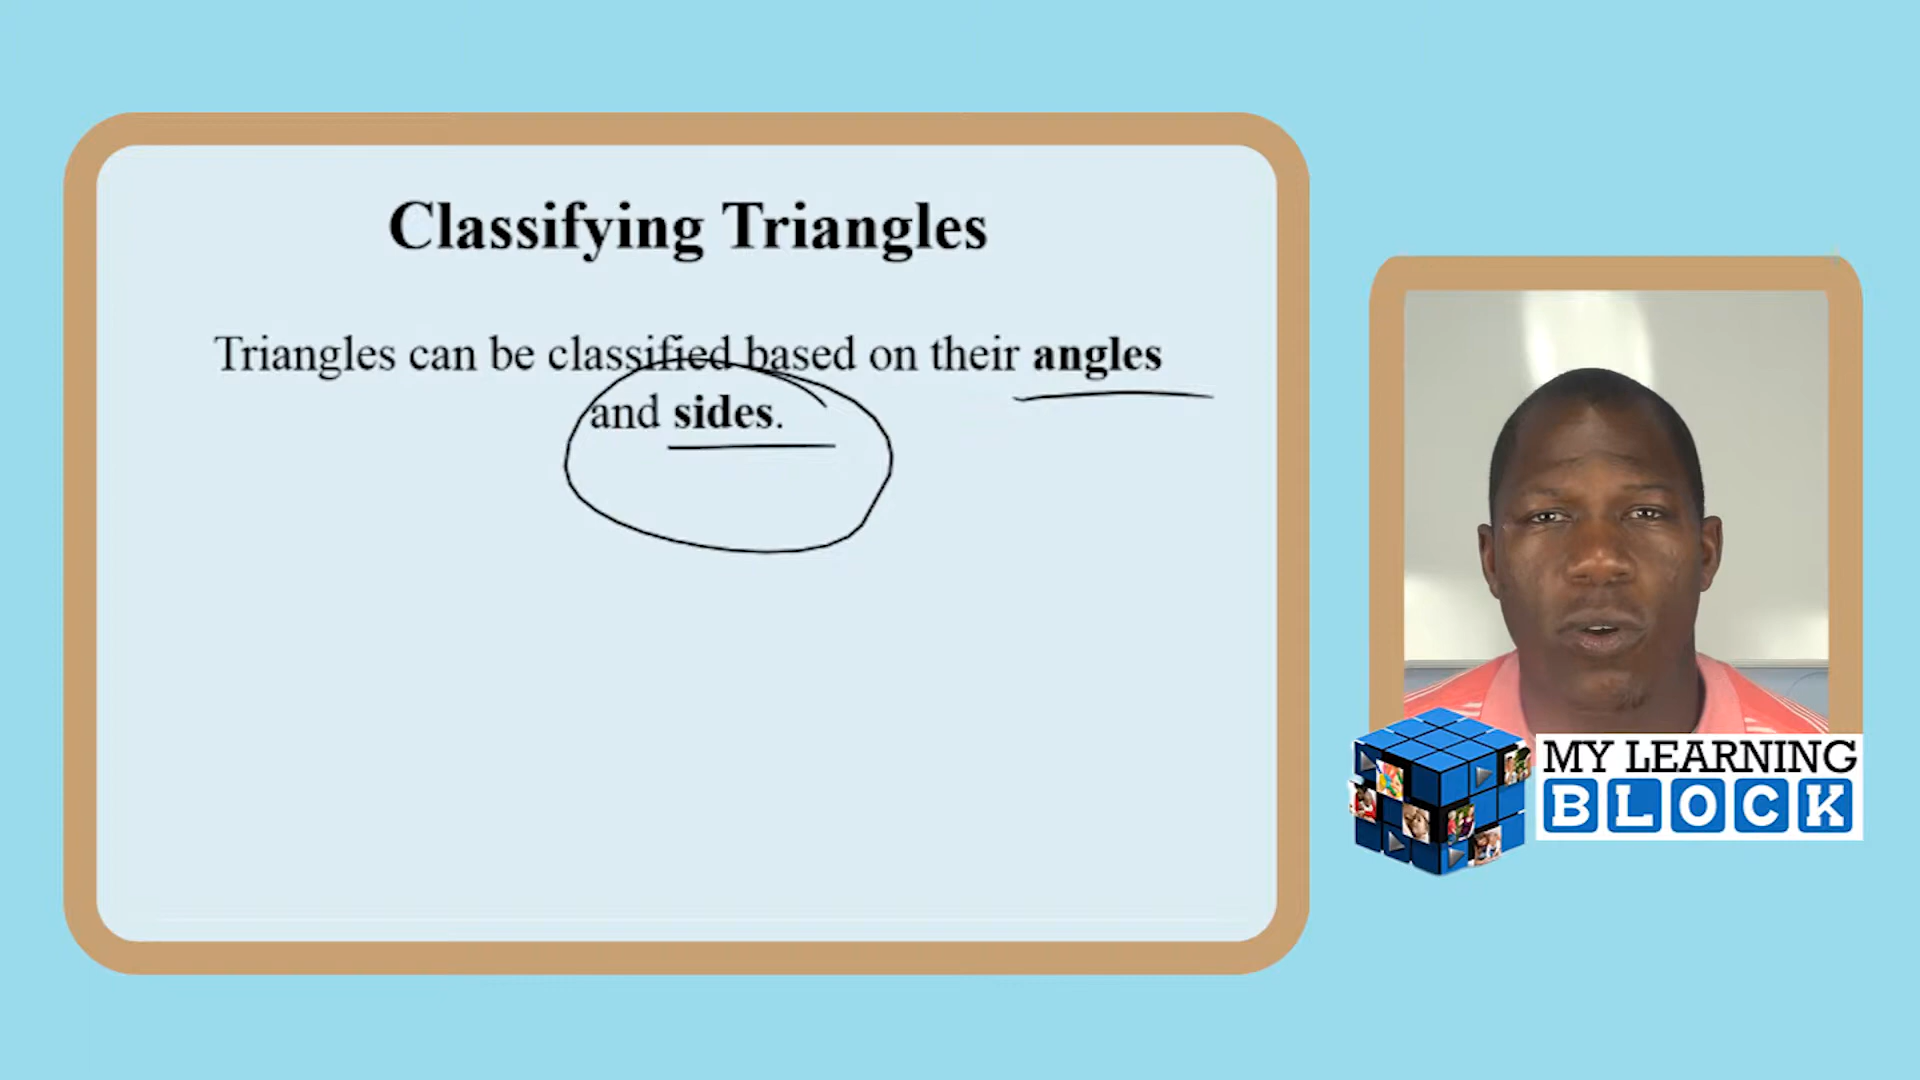 Classifying Triangles
Triangles can be classified based on their angles
and sides.
MY LEARNING
BLOCK